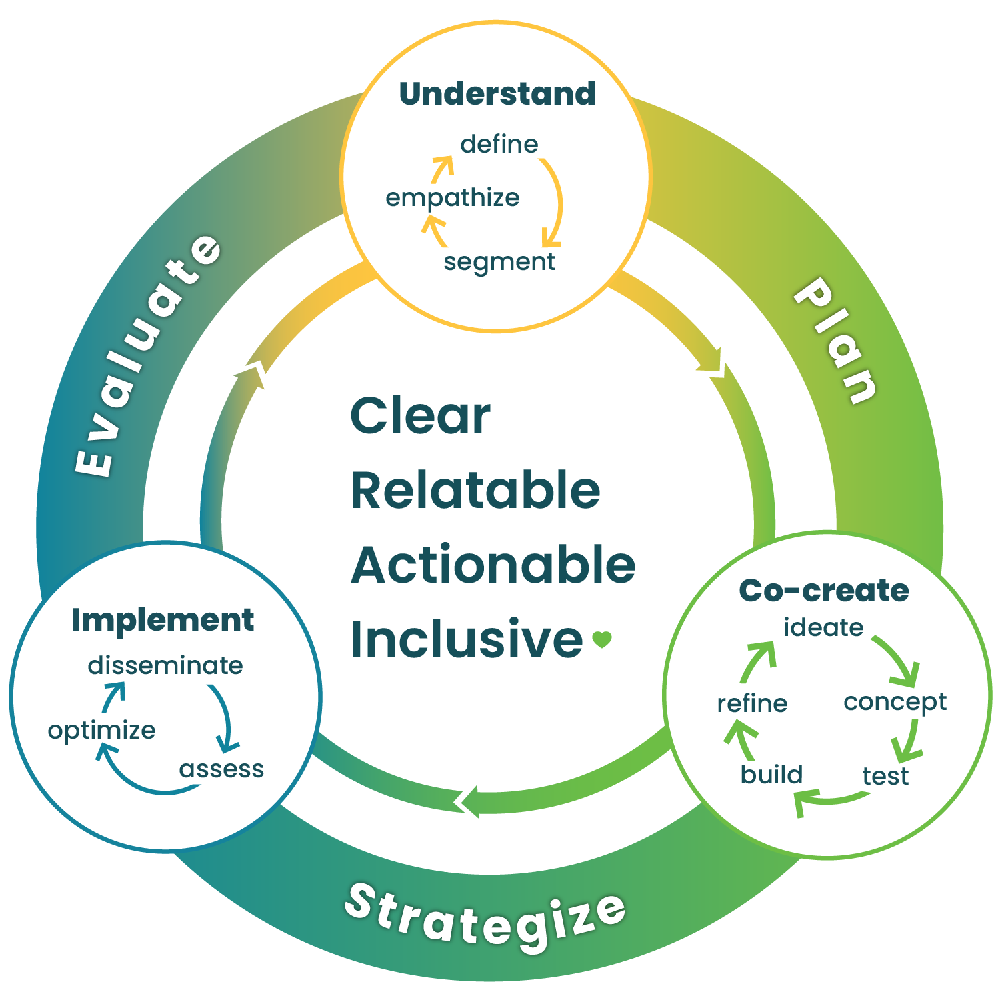 Understand
define
empathize
segment
Evaluate
Plan
Clear
Relatable
Actionable
Inclusive
Implement
disseminate
optimize
assess
Co-create
ideate
refine
concept
build
test
Strategize